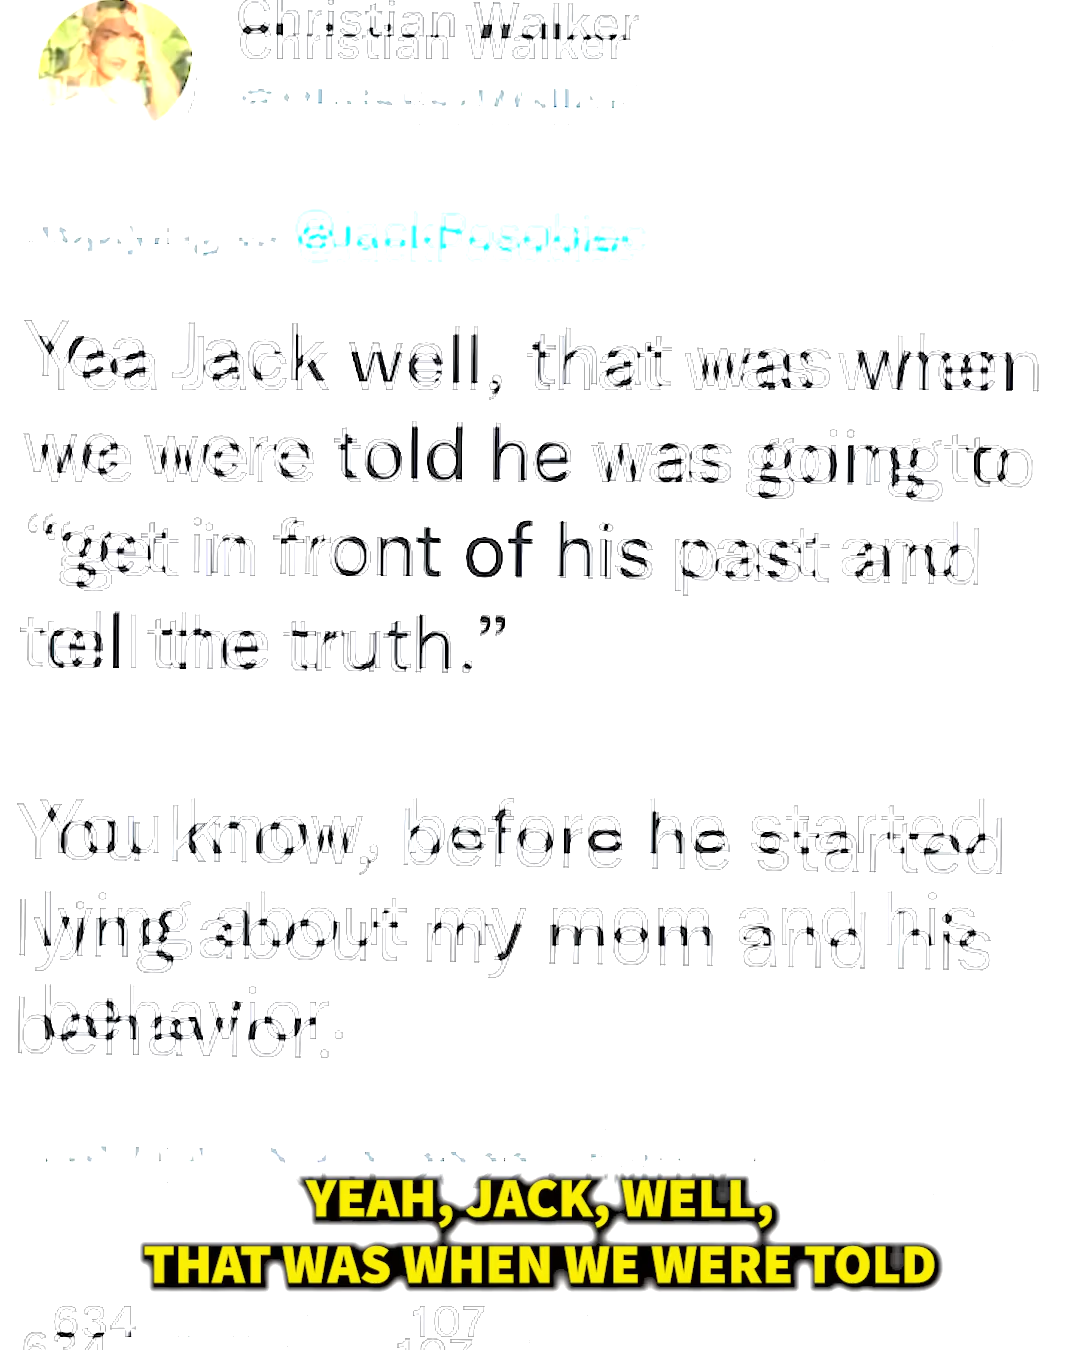 Christian Walker
@JackPosobiec
Yea Jack well, that was when
we were told he was going to
“get in front of his past and
tell the truth.”
You know, before he started
lying about my mom and his
behavior.
YEAH, JACK, WELL,
THAT WAS WHEN WE WERE TOLD
634 107